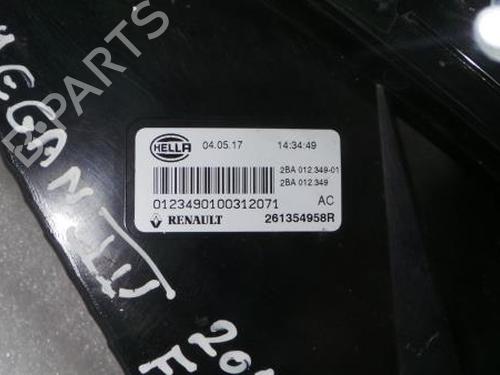 B-PARTS
MEGAN III
HELLA 04.05.17 14:34:49
2BA 012.349-01
2BA 012.349
0123490100312071 AC
RENAULT 261354958R